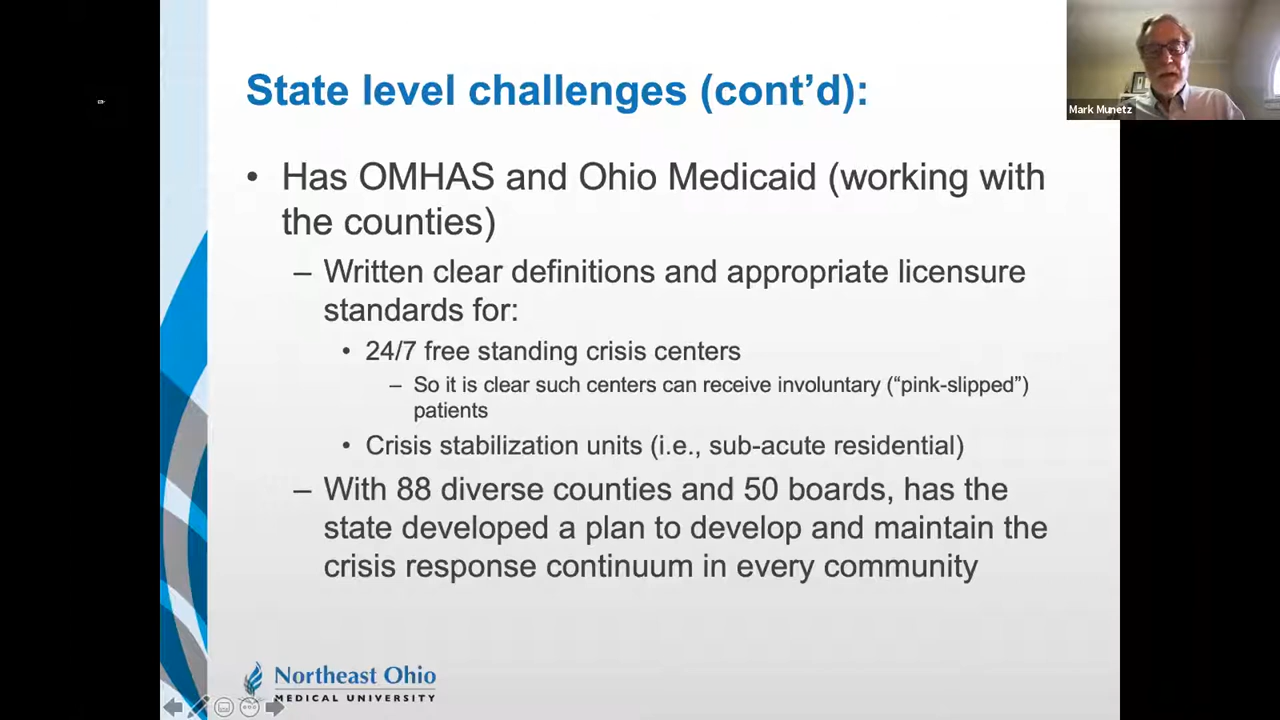 State level challenges (cont’d):
Mark Munetz
• Has OMHAS and Ohio Medicaid (working with
the counties)
– Written clear definitions and appropriate licensure
standards for:
• 24/7 free standing crisis centers
– So it is clear such centers can receive involuntary (“pink-slipped”)
patients
• Crisis stabilization units (i.e., sub-acute residential)
– With 88 diverse counties and 50 boards, has the
state developed a plan to develop and maintain the
crisis response continuum in every community
Northeast Ohio
MEDICAL UNIVERSITY